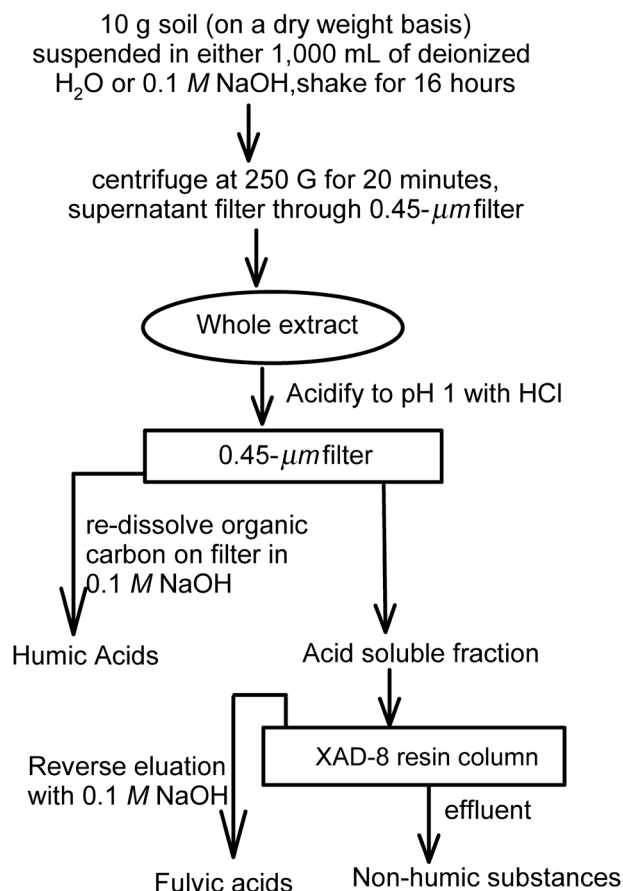 10 g soil (on a dry weight basis)
suspended in either 1,000 mL of deionized
H₂O or 0.1 M NaOH,shake for 16 hours
centrifuge at 250 G for 20 minutes,
supernatant filter through 0.45-μm filter
Whole extract
Acidify to pH 1 with HCl
0.45-μm filter
re-dissolve organic
carbon on filter in
0.1 M NaOH
Humic Acids
Acid soluble fraction
XAD-8 resin column
Reverse eluation
with 0.1 M NaOH
effluent
Fulvic acids
Non-humic substances